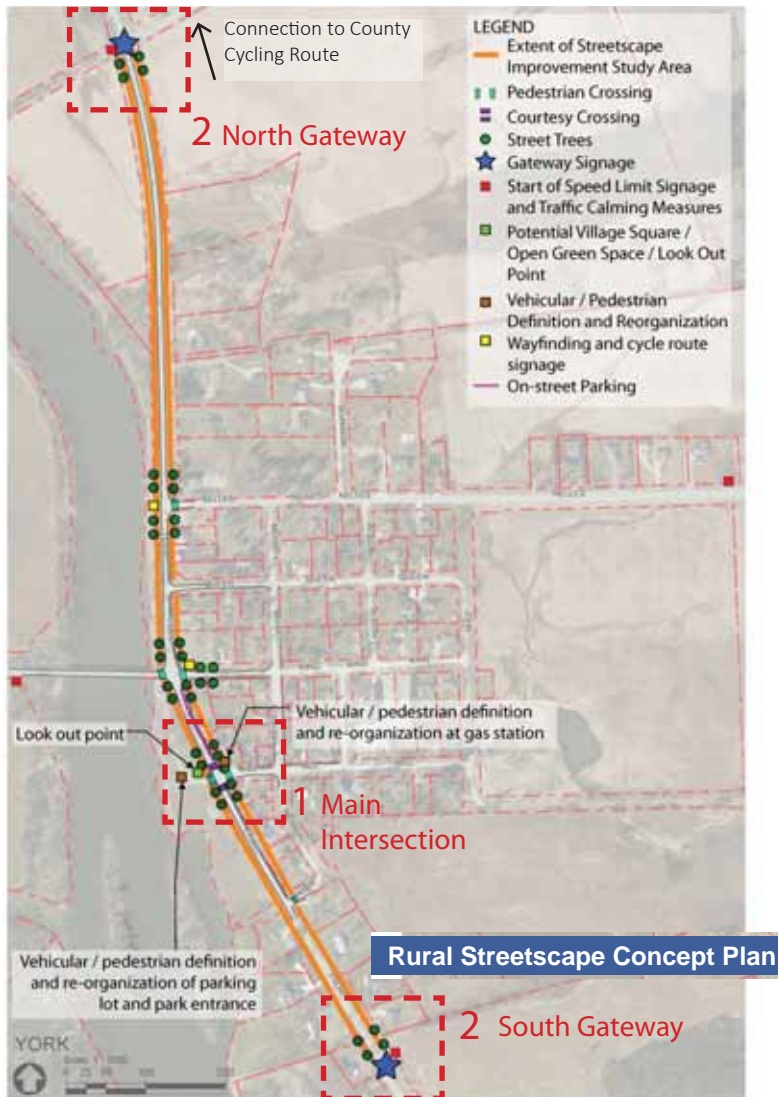 Connection to County
Cycling Route
LEGEND
Extent of Streetscape
Improvement Study Area
Pedestrian Crossing
Courtesy Crossing
Street Trees
Gateway Signage
Start of Speed Limit Signage
and Traffic Calming Measures
Potential Village Square /
Open Green Space / Look Out
Point
Vehicular / Pedestrian
Definition and Reorganization
Wayfinding and cycle route
signage
On-street Parking
2 North Gateway
Vehicular / pedestrian definition
and re-organization at gas station
Look out point
1 Main
Intersection
Vehicular / pedestrian definition
and re-organization of parking
lot and park entrance
Rural Streetscape Concept Plan
2 South Gateway
YORK